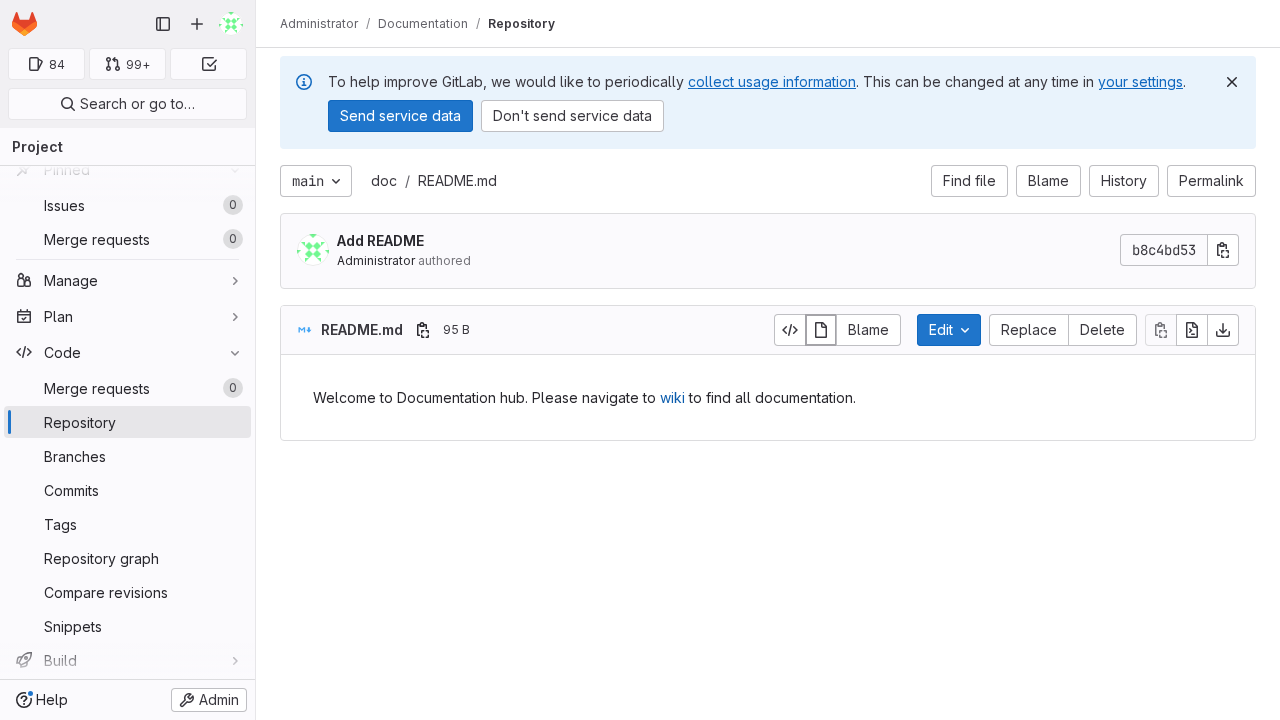 84
99+
Search or go to…
Project
Pinned
Issues 0
Merge requests 0
Manage
Plan
Code
Merge requests 0
Repository
Branches
Commits
Tags
Repository graph
Compare revisions
Snippets
Build
Help
Admin
Administrator / Documentation / Repository
To help improve GitLab, we would like to periodically collect usage information. This can be changed at any time in your settings.
Send service data Don't send service data
main doc / README.md Find file Blame History Permalink
Add README
Administrator authored
b8c4bd53
README.md 95 B Blame Edit Replace Delete
Welcome to Documentation hub. Please navigate to wiki to find all documentation.